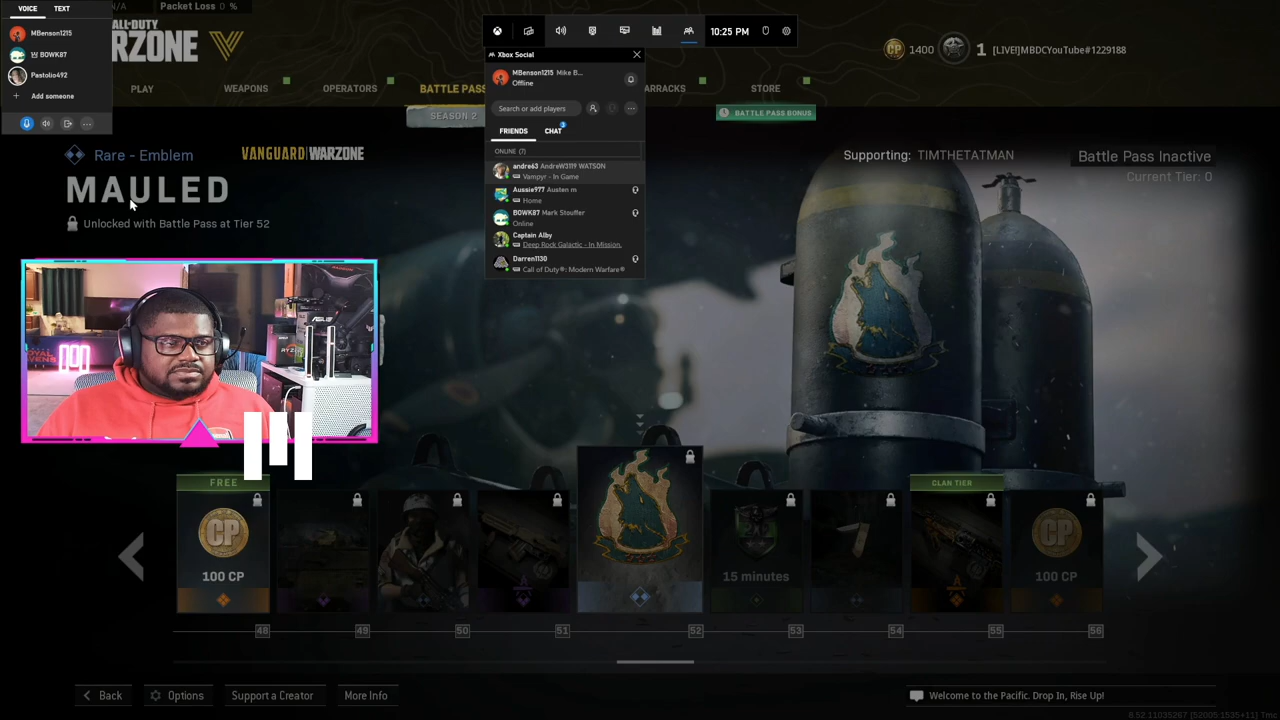 VOICE TEXT
MBenson1215
BOWK87
Pastolio492
+ Add someone
N/A Packet Loss 0 %
CALL OF DUTY
WARZONE
10:25 PM
Xbox Social
MBenson1215 Mike B...
Offline
Search or add players
FRIENDS CHAT
ONLINE (7)
andre63 AndreW3119 WATSON
Vampyr - In Game
Aussie977 Austen m
Home
BOWK87 Mark Stouffer
Online
Captain Alby
Deep Rock Galactic - In Mission,
Darren1130
Call of Duty®: Modern Warfare®
CP 1400 1 [LIVE]MBDCYouTube#1229188
PLAY WEAPONS OPERATORS BATTLE PASS BARRACKS STORE
SEASON 2
BATTLE PASS BONUS
Rare - Emblem
VANGUARD WARZONE
MAULED
Unlocked with Battle Pass at Tier 52
Supporting: TIMTHETATMAN
Battle Pass Inactive
Current Tier: 0
ASUS
RYZEN
FREE
CP
100 CP
15 minutes
CLAN TIER
CP
100 CP
48 49 50 51 52 53 54 55 56
Back Options Support a Creator More Info
Welcome to the Pacific. Drop In, Rise Up!